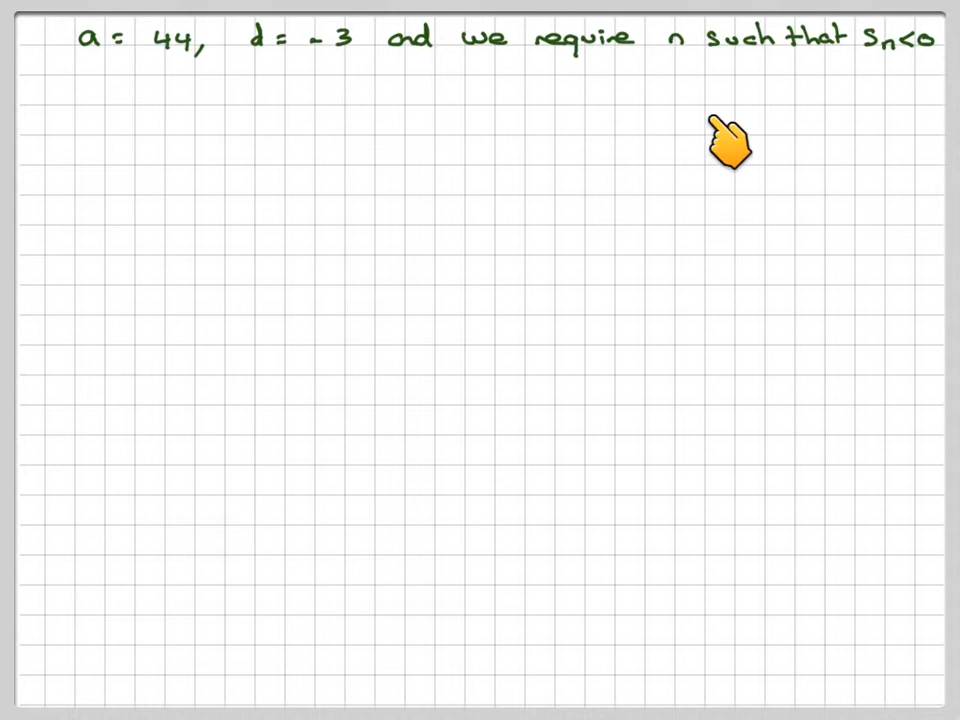 a = 44, d = - 3 and we require n such that Sn<0